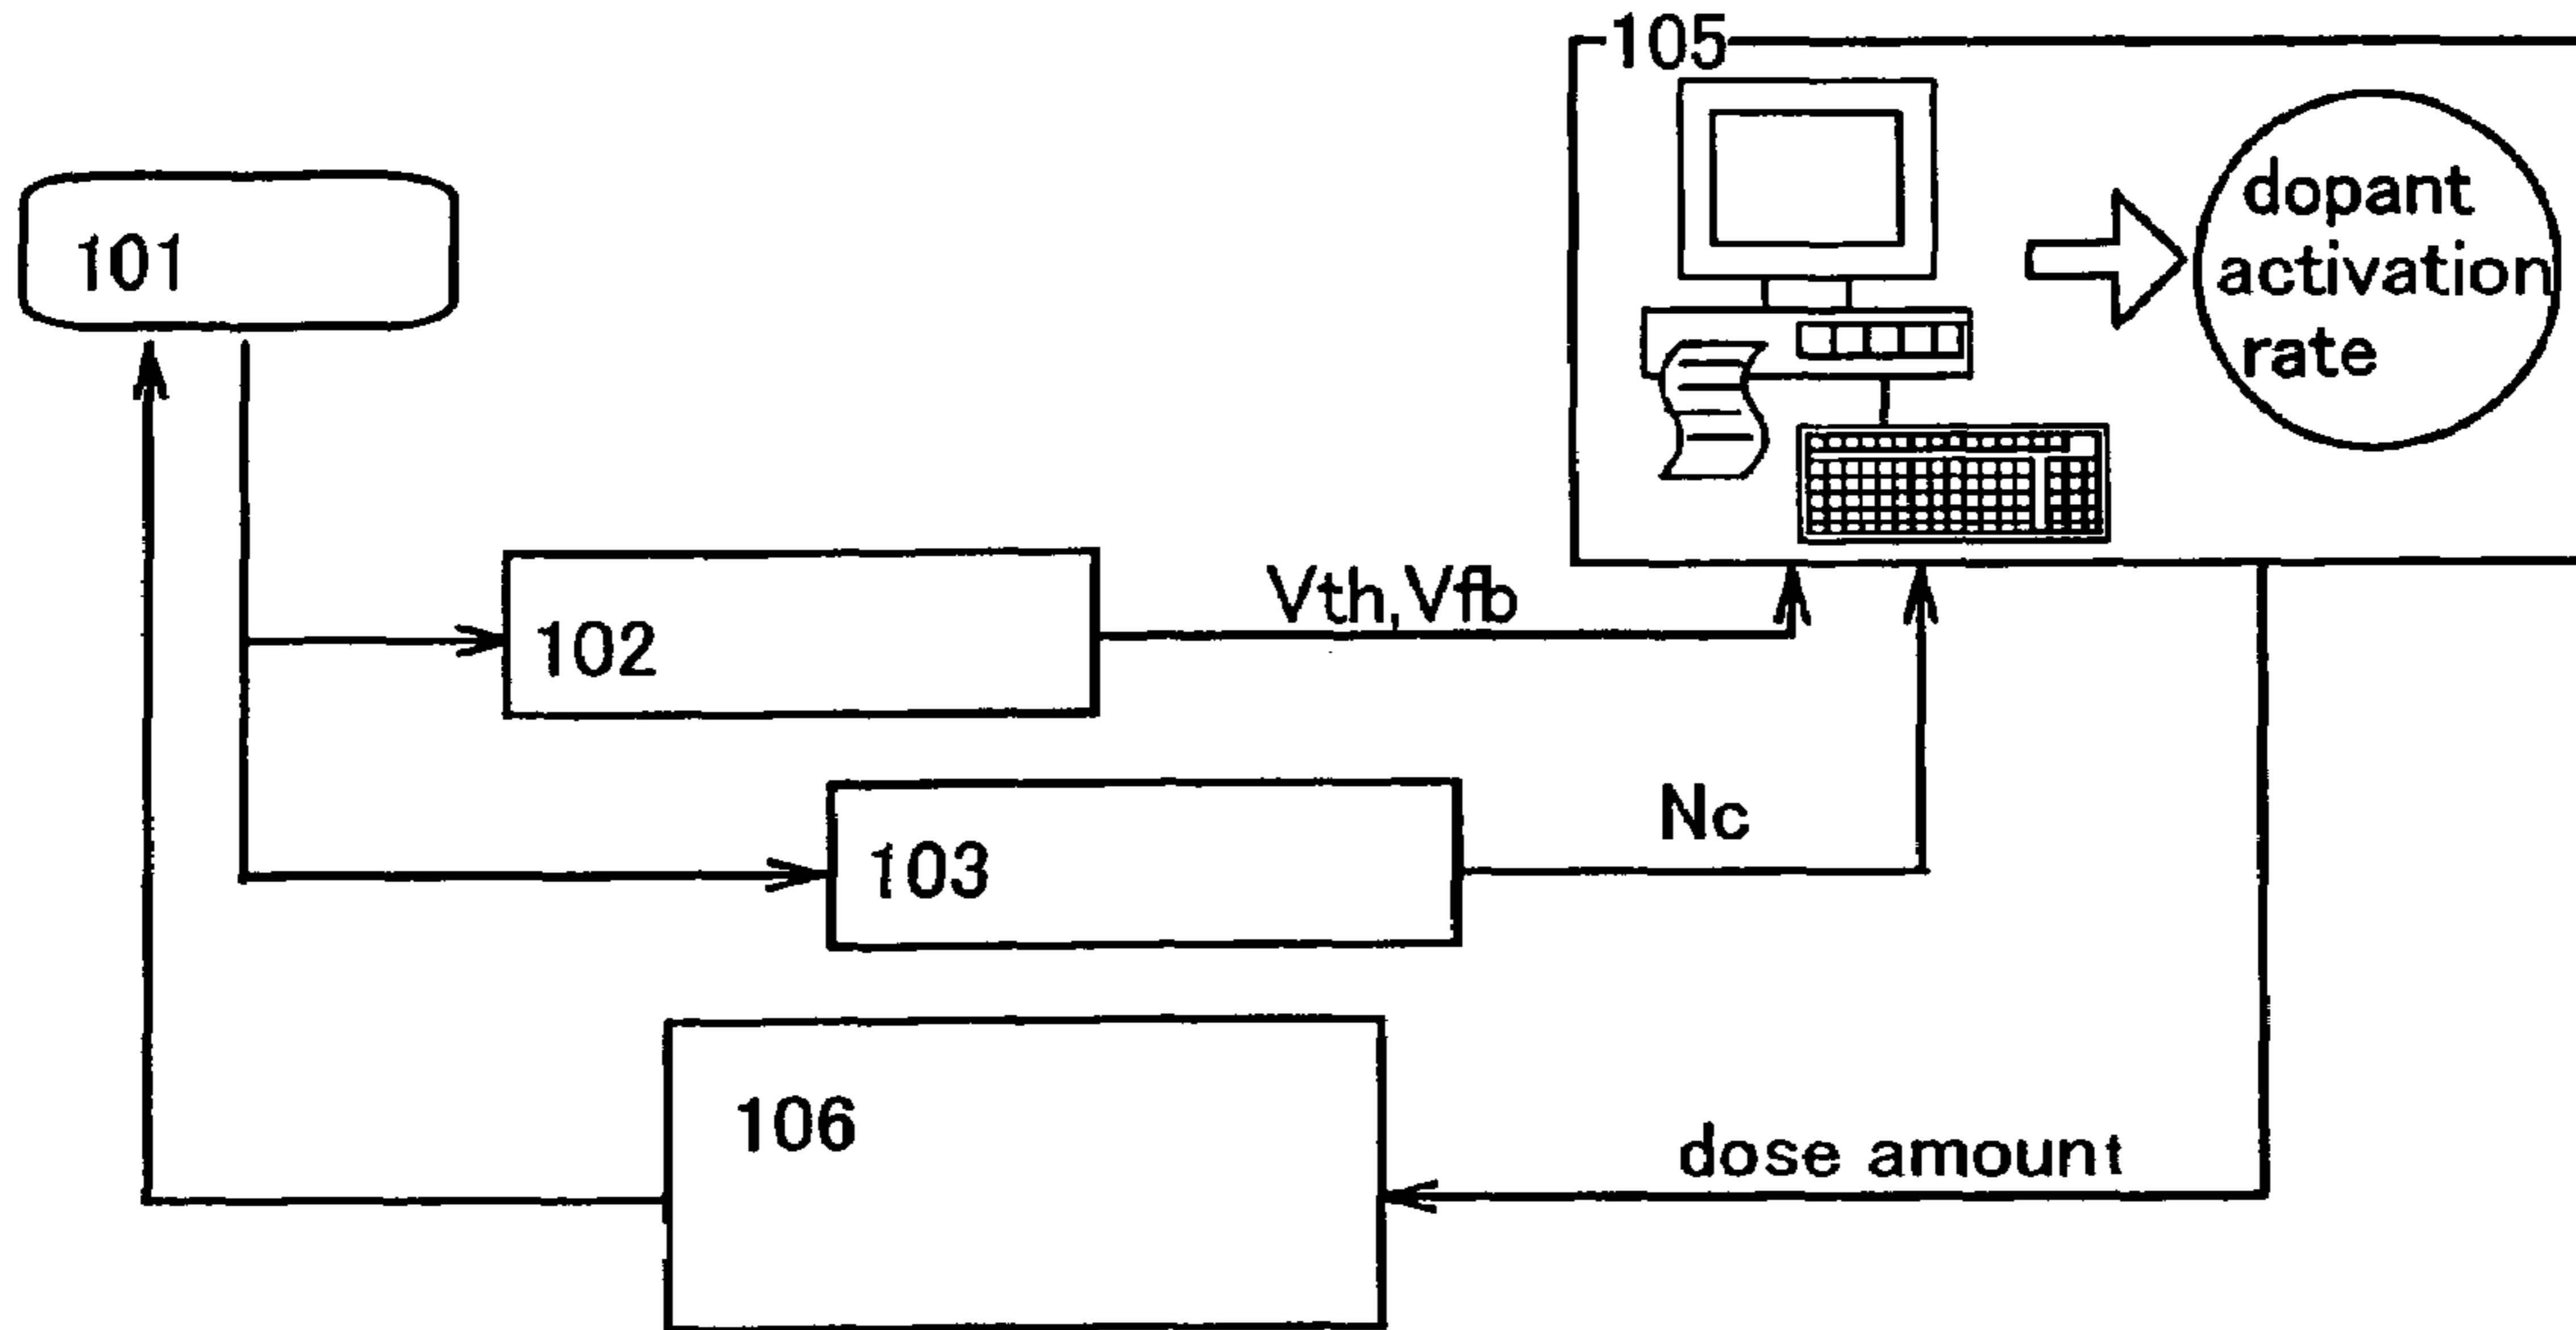 105
dopant
activation
rate
101
Vth,Vfb
102
Nc
103
106
dose amount